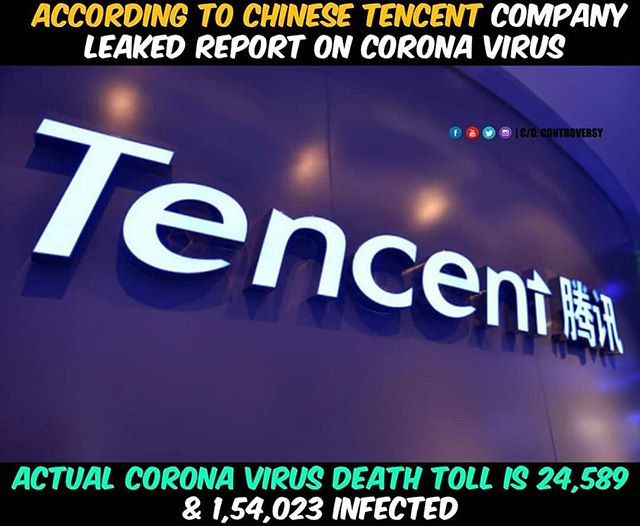 ACCORDING TO CHINESE TENCENT COMPANY
LEAKED REPORT ON CORONA VIRUS
| C/O. CONTROVERSY
Tencent 腾讯
ACTUAL CORONA VIRUS DEATH TOLL IS 24,589
& 1,54,023 INFECTED